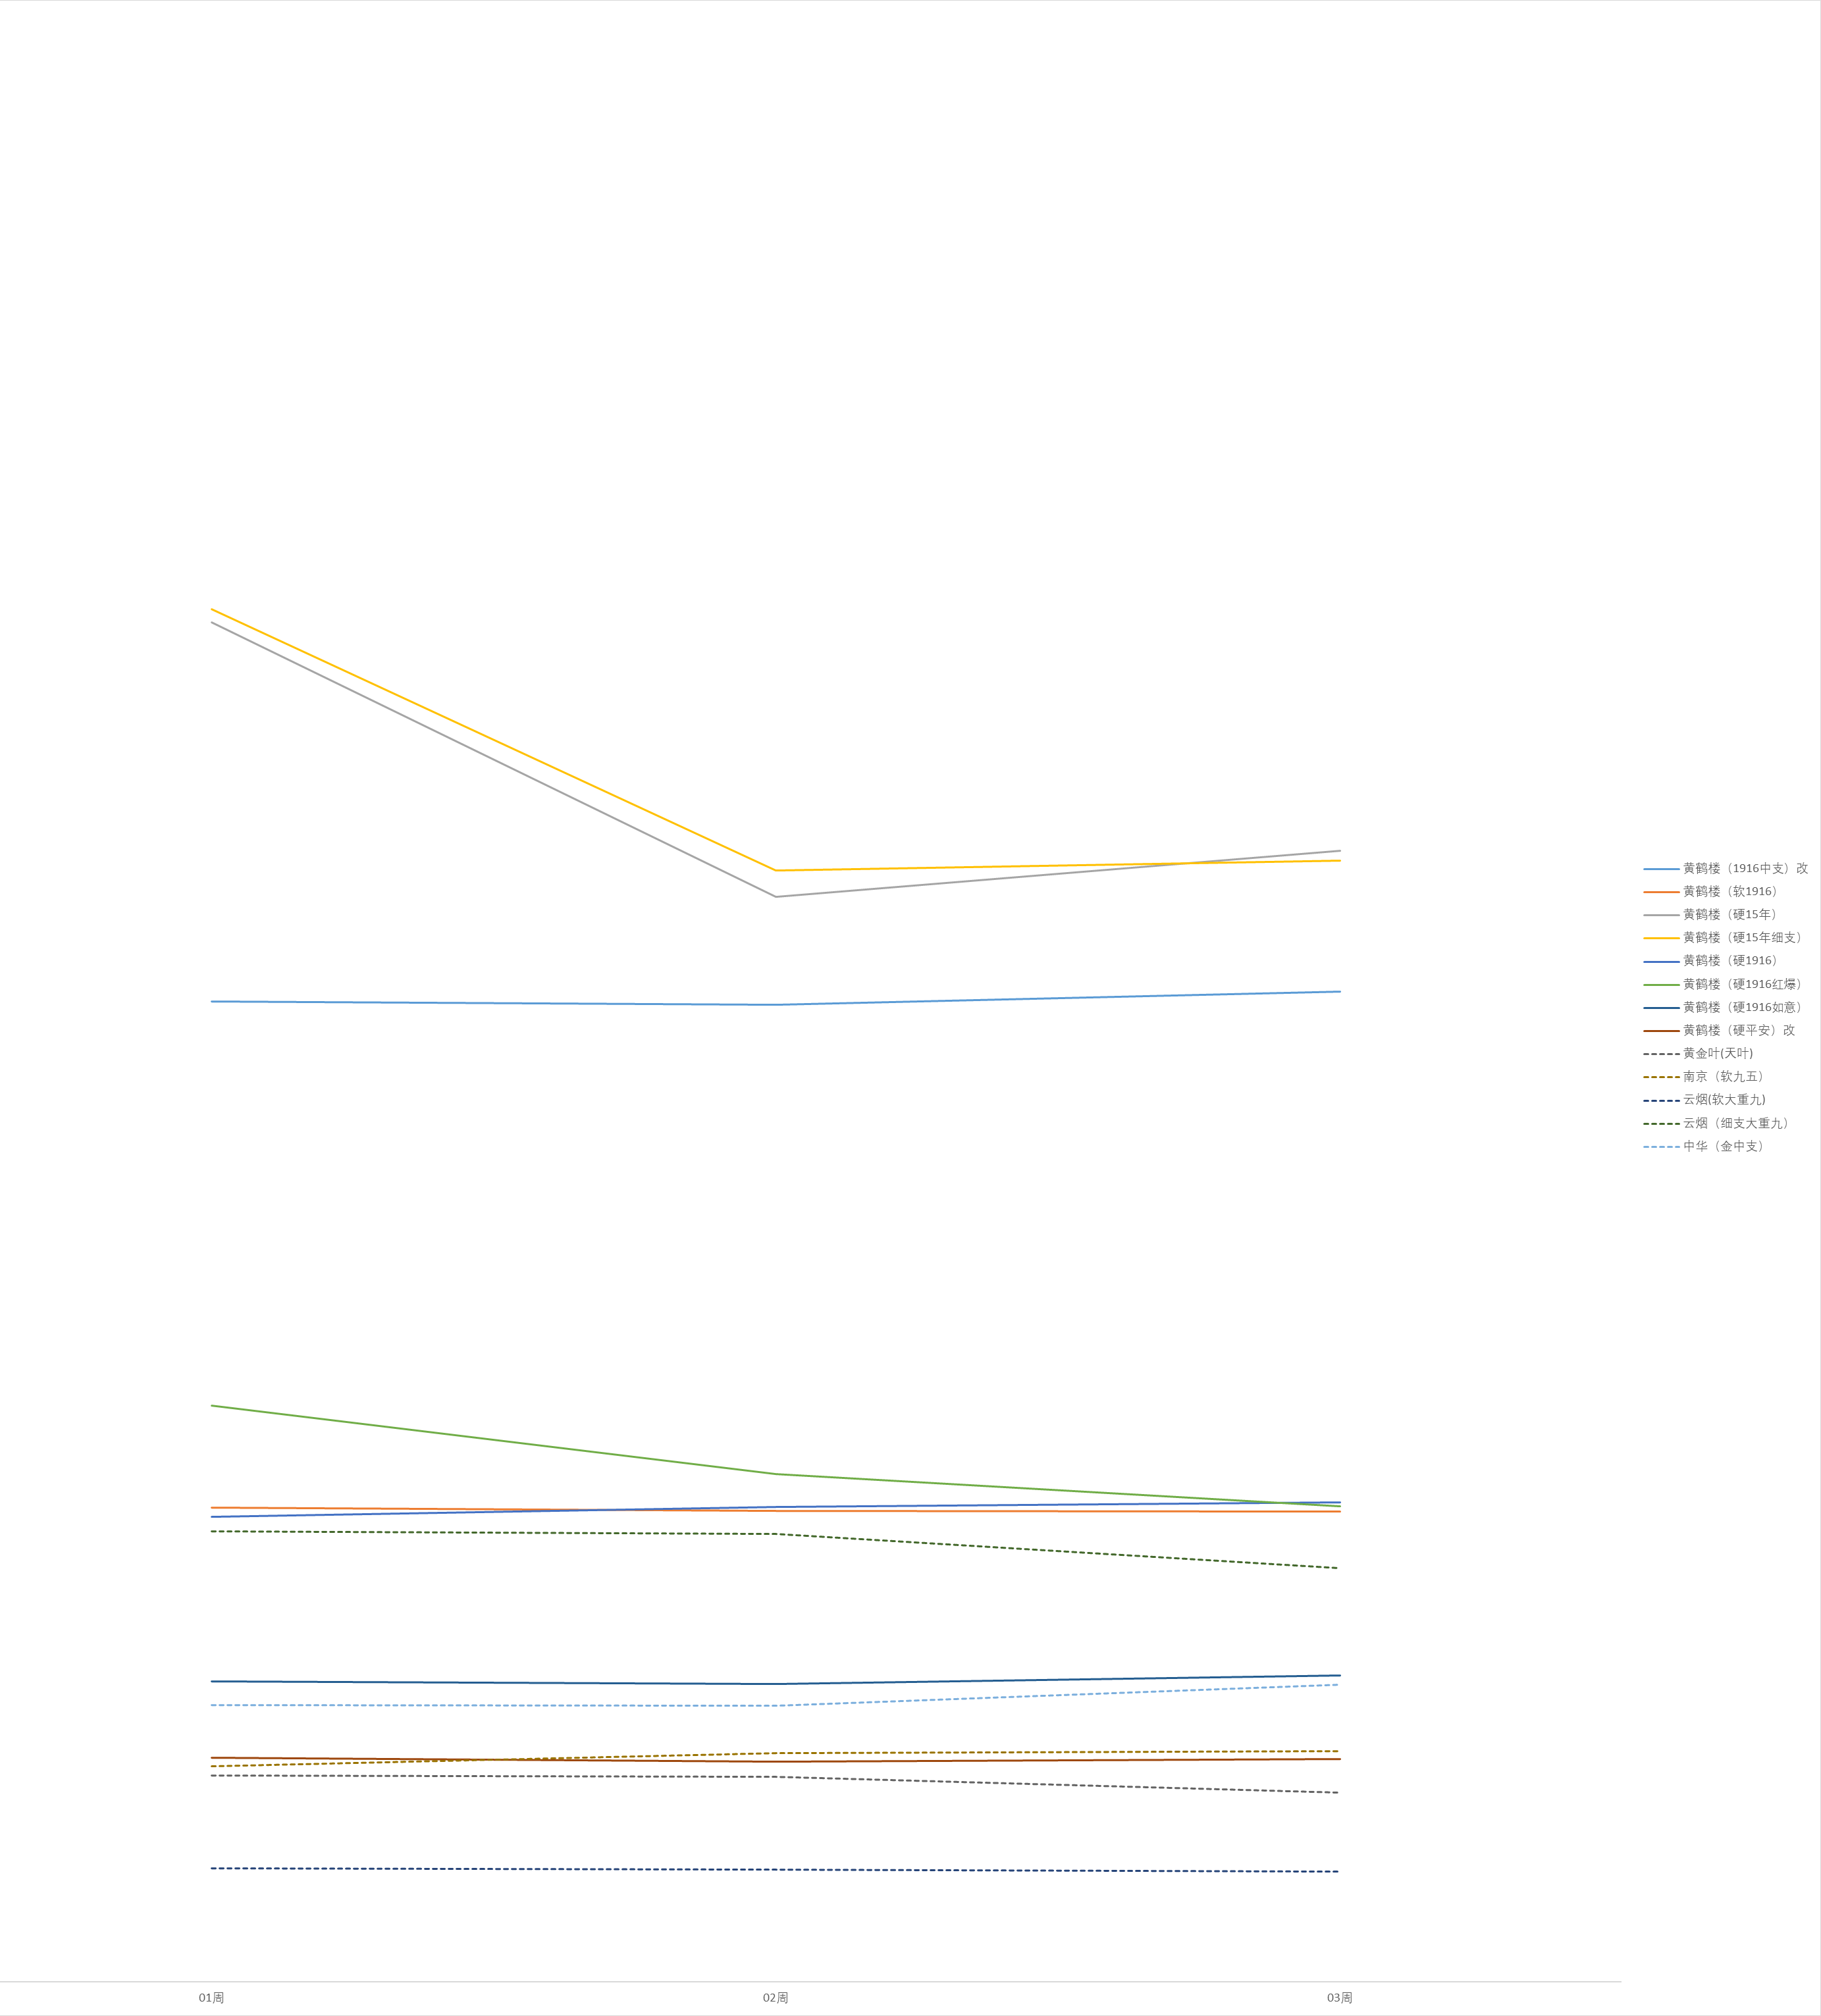 黄鹤楼（1916中支）改
黄鹤楼（软1916）
黄鹤楼（硬15年）
黄鹤楼（硬15年细支）
黄鹤楼（硬1916）
黄鹤楼（硬1916红爆）
黄鹤楼（硬1916如意）
黄鹤楼（硬平安）改
黄金叶(天叶)
南京（软九五）
云烟(软大重九)
云烟（细支大重九）
中华（金中支）
01周
02周
03周